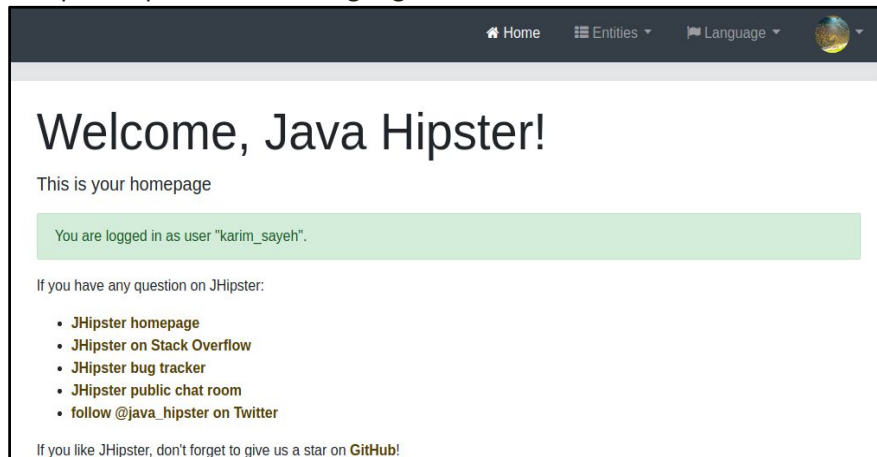 Home Entities Language
Welcome, Java Hipster!
This is your homepage
You are logged in as user "karim_sayeh".
If you have any question on JHipster:
• JHipster homepage
• JHipster on Stack Overflow
• JHipster bug tracker
• JHipster public chat room
• follow @java_hipster on Twitter
If you like JHipster, don't forget to give us a star on GitHub!